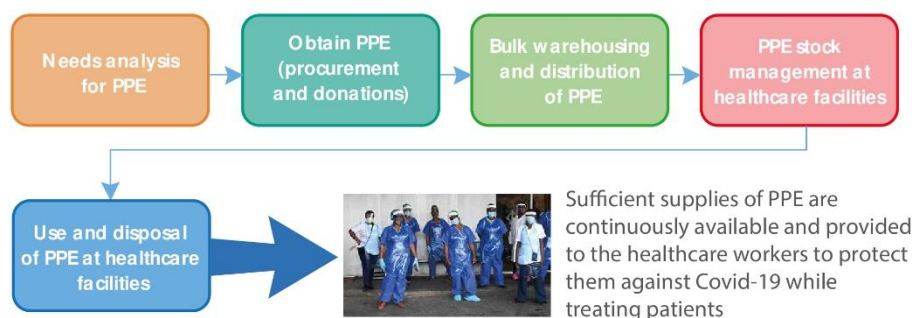 Needs analysis
for PPE
Obtain PPE
(procurement
and donations)
Bulk warehousing
and distribution
of PPE
PPE stock
management at
healthcare facilities
Use and disposal
of PPE at healthcare
facilities
Sufficient supplies of PPE are
continuously available and provided
to the healthcare workers to protect
them against Covid-19 while
treating patients